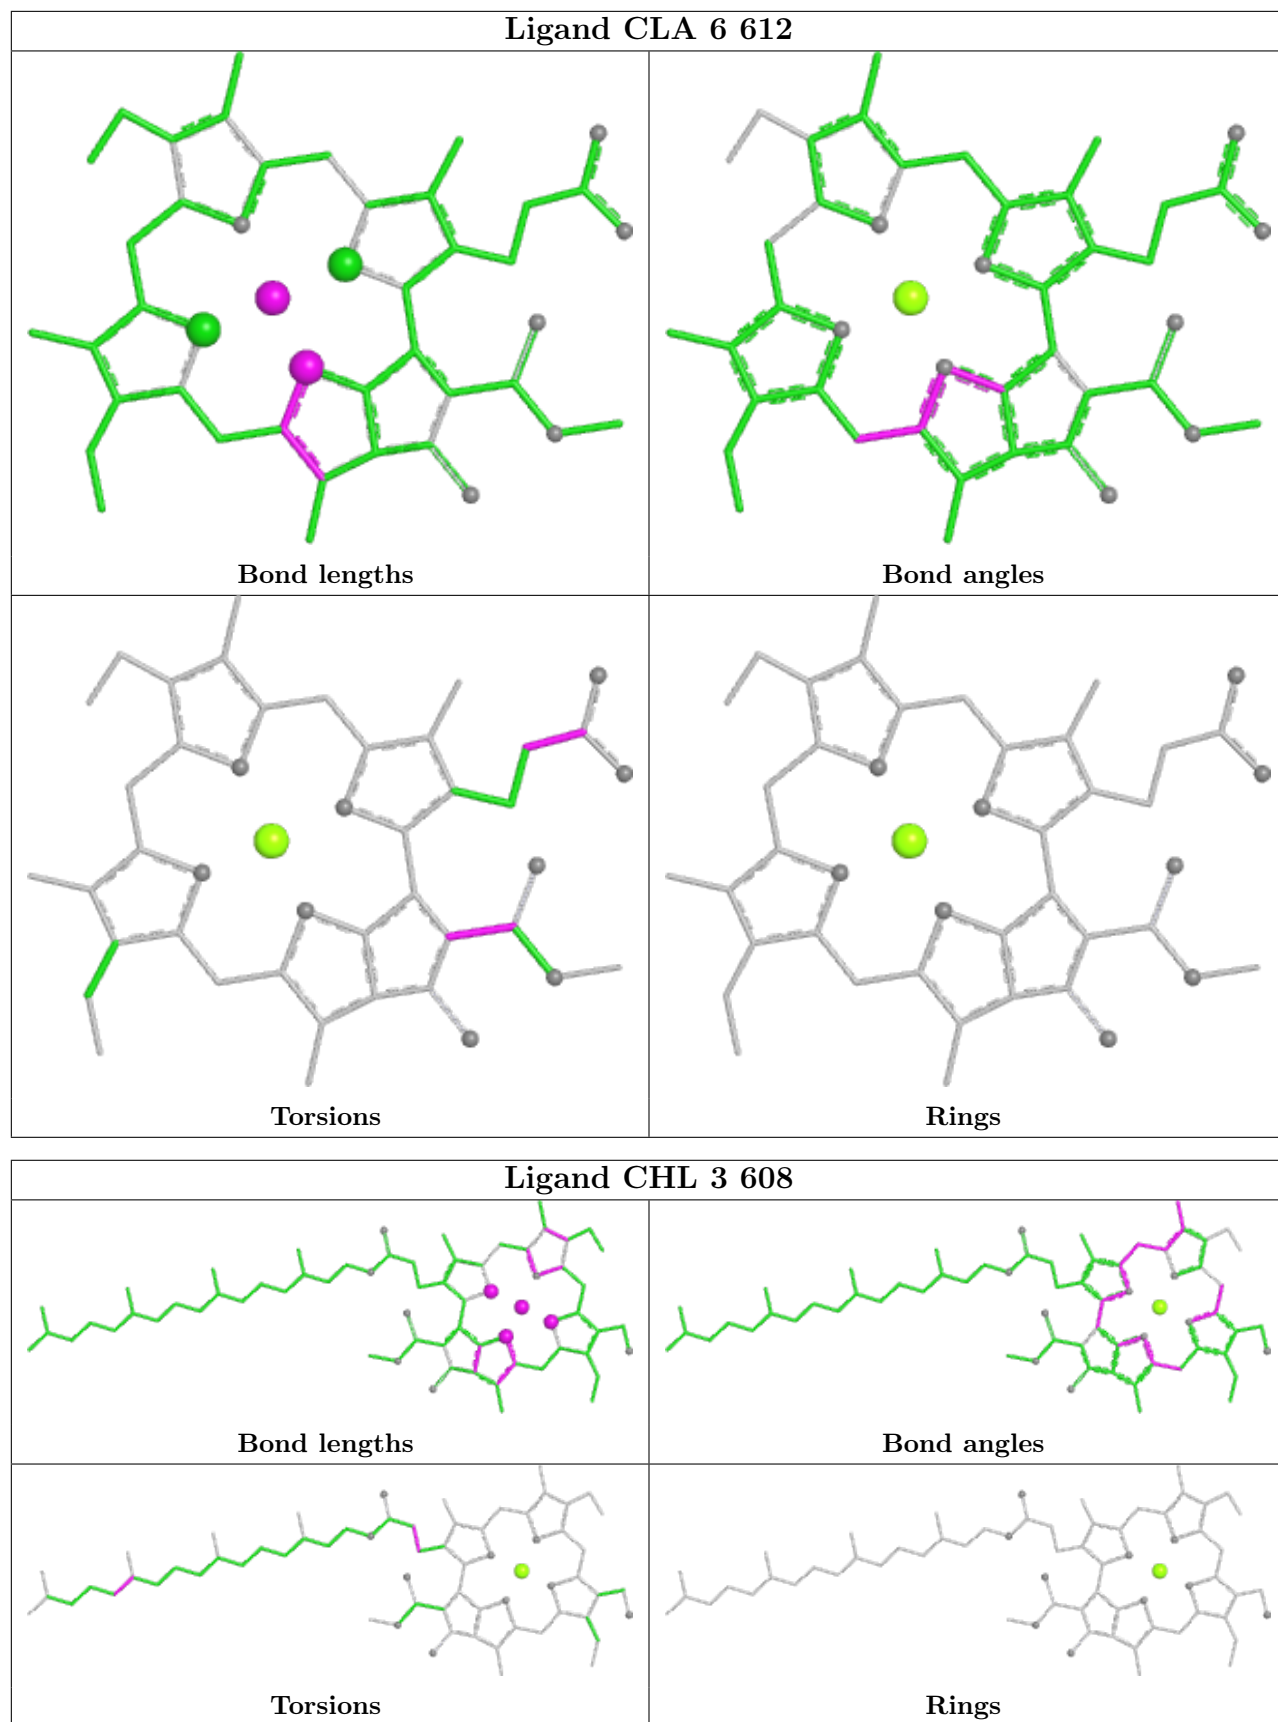 Ligand CLA 6 612
Bond lengths
Bond angles
Torsions
Rings
Ligand CHL 3 608
Bond lengths
Bond angles
Torsions
Rings